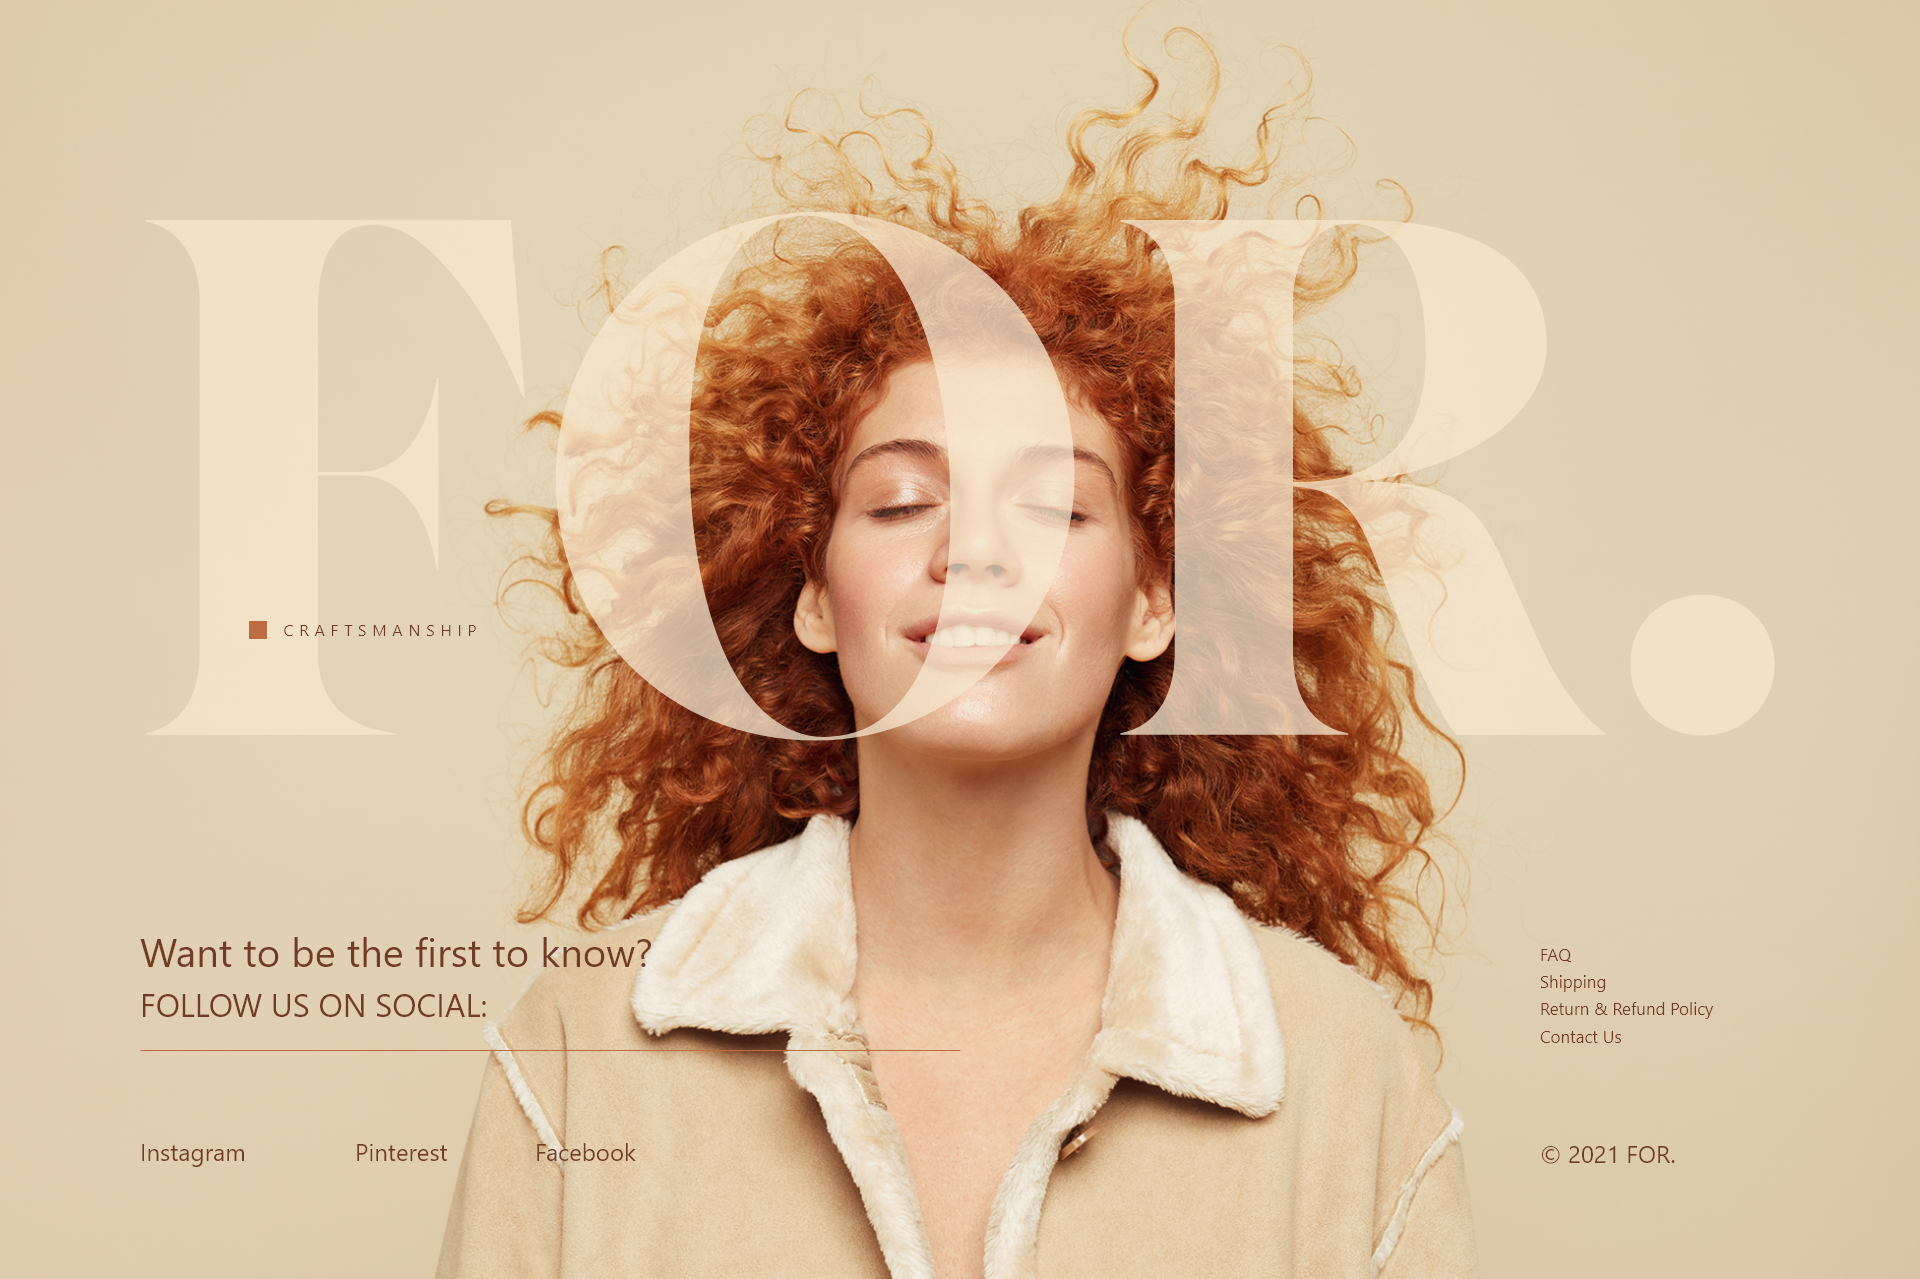 FOR.
CRAFTSMANSHIP
Want to be the first to know?
FOLLOW US ON SOCIAL:
Instagram
Pinterest
Facebook
FAQ
Shipping
Return & Refund Policy
Contact Us
© 2021 FOR.